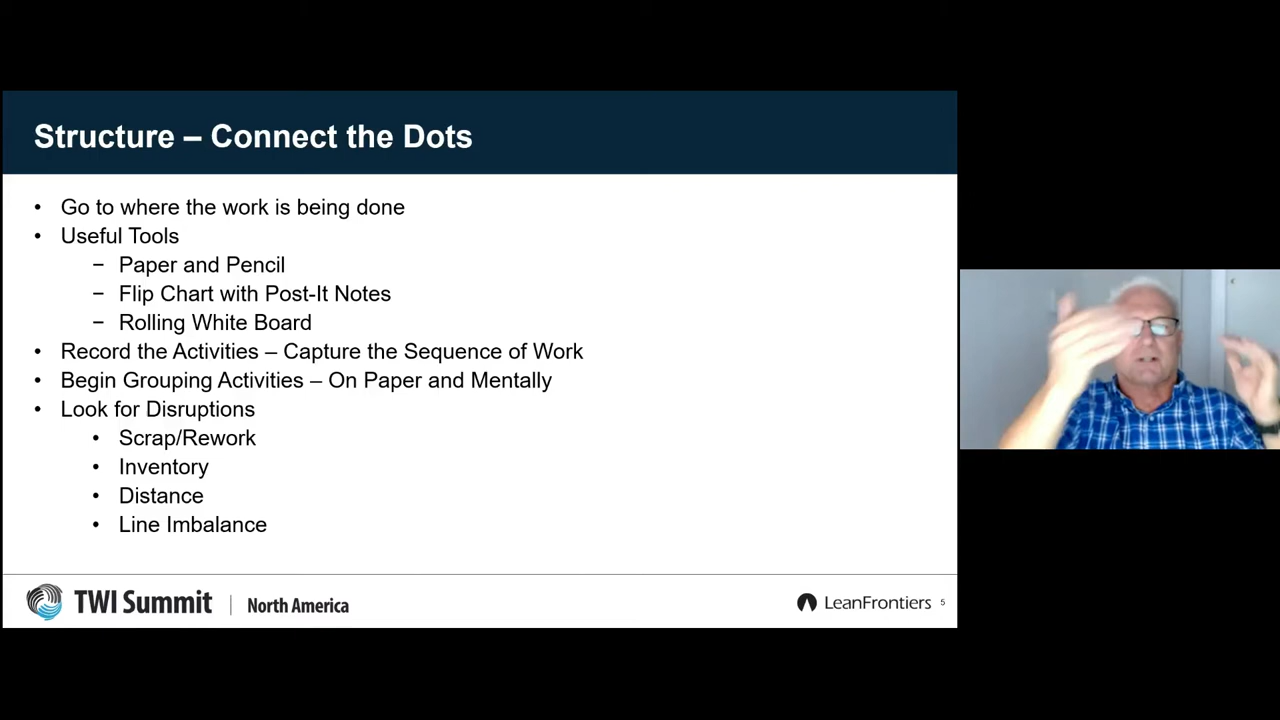 Structure – Connect the Dots
• Go to where the work is being done
• Useful Tools
− Paper and Pencil
− Flip Chart with Post-It Notes
− Rolling White Board
• Record the Activities – Capture the Sequence of Work
• Begin Grouping Activities – On Paper and Mentally
• Look for Disruptions
• Scrap/Rework
• Inventory
• Distance
• Line Imbalance
TWI Summit | North America
LeanFrontiers 5